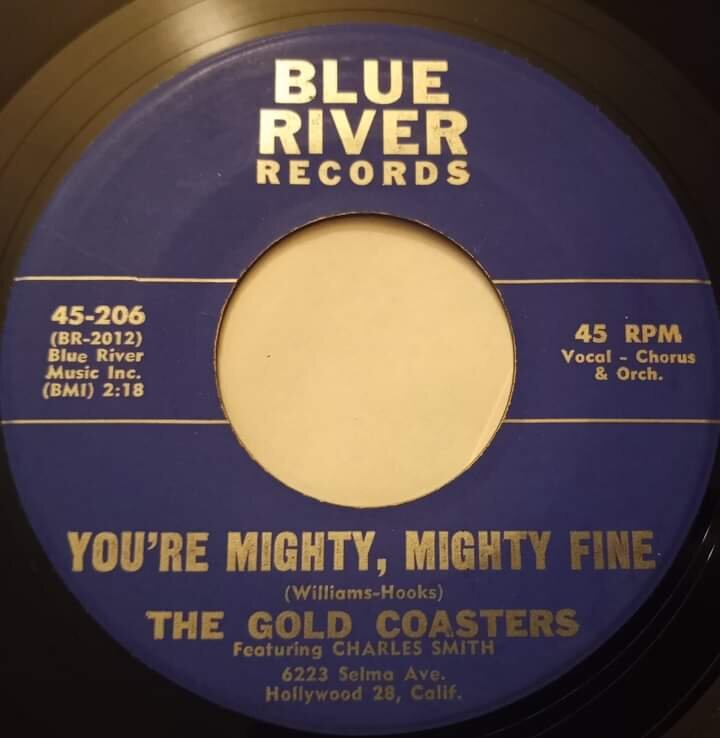 BLUE
RIVER
RECORDS
45-206
(BR-2012)
Blue River
Music Inc.
(BMI) 2:18
45 RPM
Vocal - Chorus
& Orch.
YOU'RE MIGHTY, MIGHTY FINE
(Williams-Hooks)
THE GOLD COASTERS
Featuring CHARLES SMITH
6223 Selma Ave.
Hollywood 28, Calif.